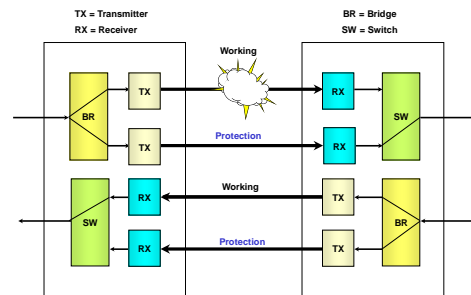 TX = Transmitter
RX = Receiver
BR = Bridge
SW = Switch
Working
TX
RX
BR
SW
Protection
TX
RX
Working
RX
TX
SW
BR
Protection
RX
TX